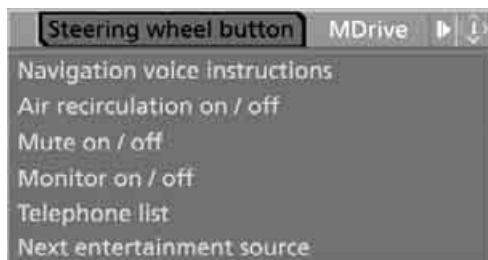 Steering wheel button MDrive
Navigation voice instructions
Air recirculation on / off
Mute on / off
Monitor on / off
Telephone list
Next entertainment source